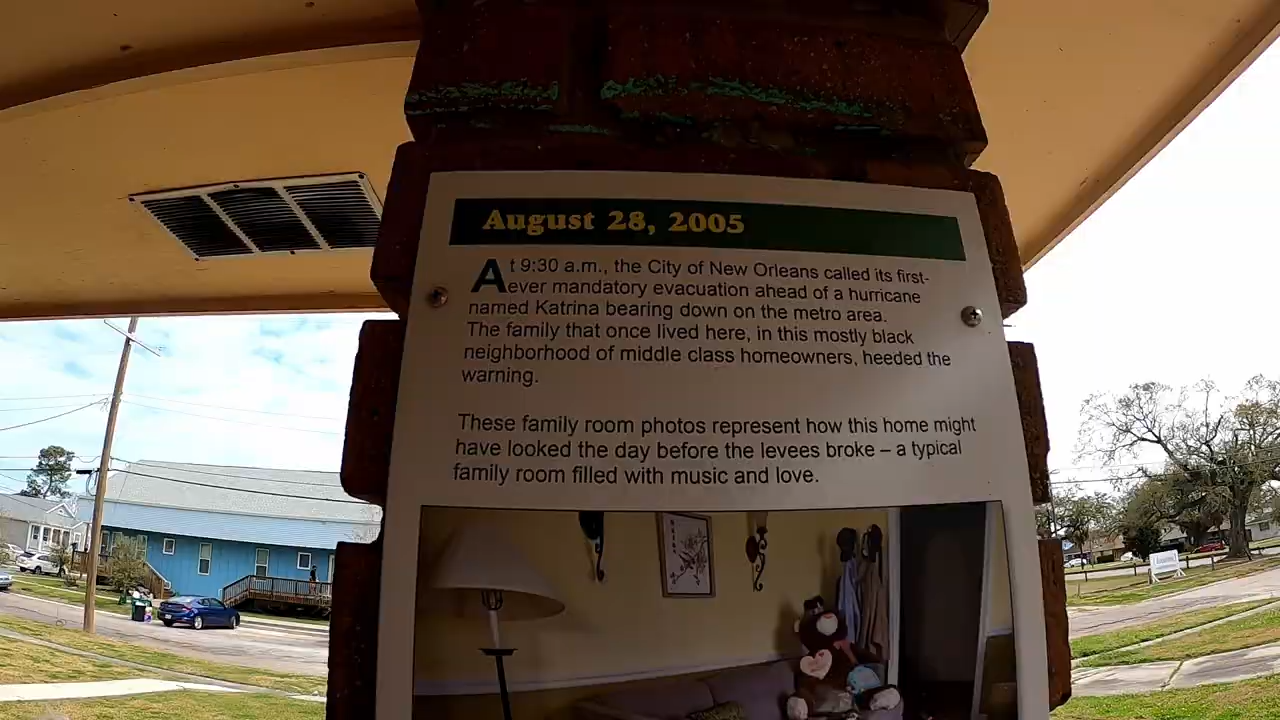 August 28, 2005
At 9:30 a.m., the City of New Orleans called its first-
ever mandatory evacuation ahead of a hurricane
named Katrina bearing down on the metro area.
The family that once lived here, in this mostly black
neighborhood of middle class homeowners, heeded the
warning.
These family room photos represent how this home might
have looked the day before the levees broke – a typical
family room filled with music and love.